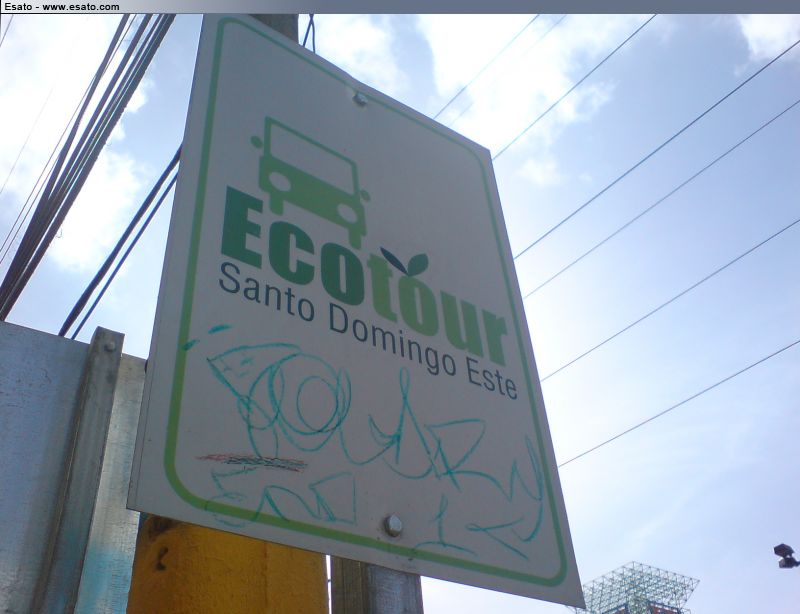 Esato - www.esato.com
Ecotour
Santo Domingo Este